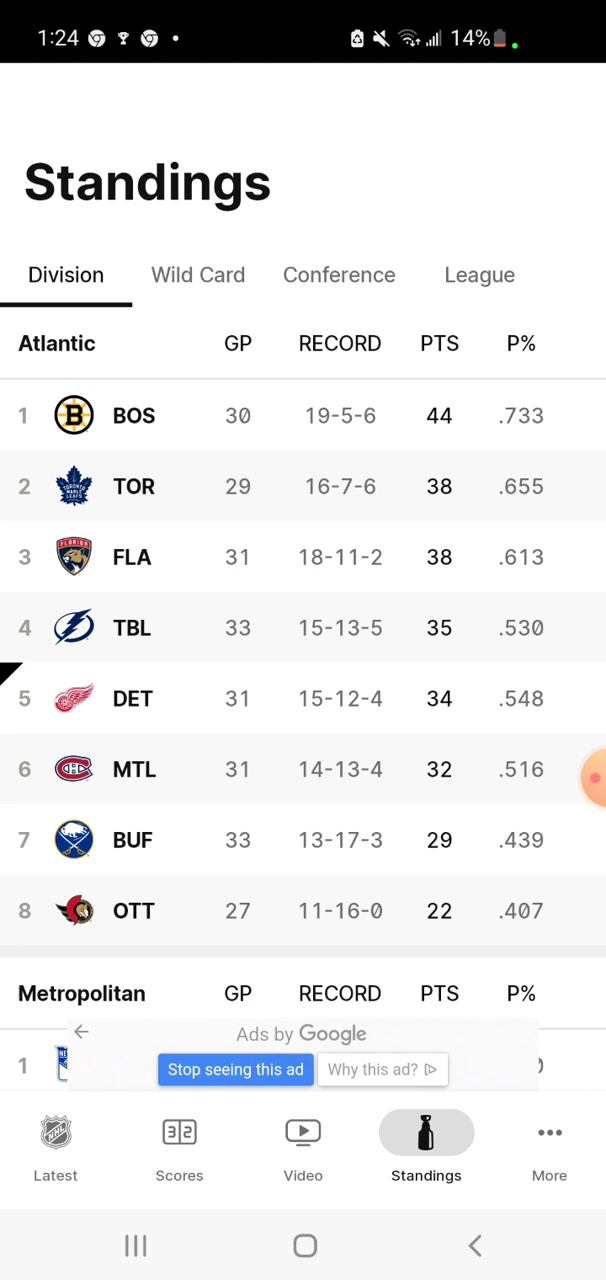 1:24 14%
Standings
Division Wild Card Conference League
Atlantic GP RECORD PTS P%
1 BOS 30 19-5-6 44 .733
2 TOR 29 16-7-6 38 .655
3 FLA 31 18-11-2 38 .613
4 TBL 33 15-13-5 35 .530
5 DET 31 15-12-4 34 .548
6 MTL 31 14-13-4 32 .516
7 BUF 33 13-17-3 29 .439
8 OTT 27 11-16-0 22 .407
Metropolitan GP RECORD PTS P%
Ads by Google
1
Stop seeing this ad Why this ad?
Latest Scores Video Standings More